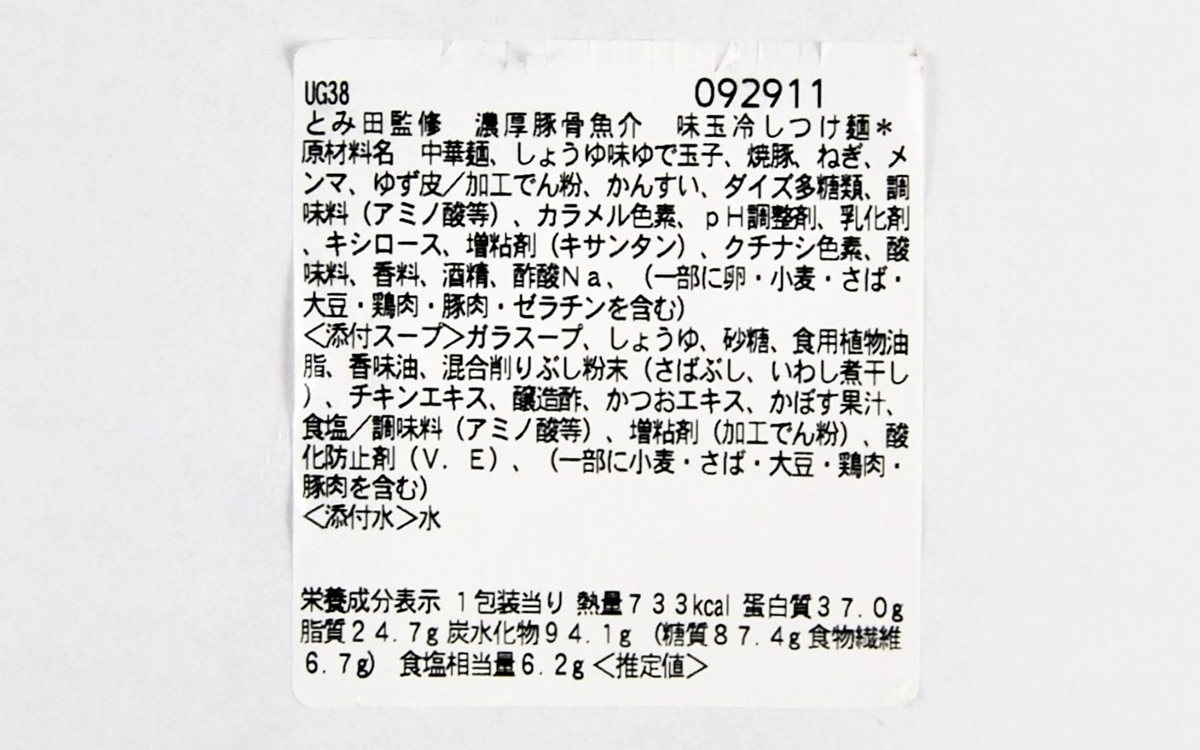 UG38 092911
とみ田監修 濃厚豚骨魚介 味玉冷しつけ麺*
原材料名 中華麺、しょうゆ味ゆで玉子、焼豚、ねぎ、メ
ンマ、ゆず皮/加工でん粉、かんすい、ダイズ多糖類、調
味料(アミノ酸等)、カラメル色素、pH調整剤、乳化剤
、キシロース、増粘剤(キサンタン)、クチナシ色素、酸
味料、香料、酒精、酢酸Na、(一部に卵・小麦・さば・
大豆・鶏肉・豚肉・ゼラチンを含む)
<添付スープ>ガラスープ、しょうゆ、砂糖、食用植物油
脂、香味油、混合削りぶし粉末(さばぶし、いわし煮干し
)、チキンエキス、醸造酢、かつおエキス、かぼす果汁、
食塩/調味料(アミノ酸等)、増粘剤(加工でん粉)、酸
化防止剤(V.E)、(一部に小麦・さば・大豆・鶏肉・
豚肉を含む)
<添付水>水
栄養成分表示 1包装当り 熱量733kcal 蛋白質37.0g
脂質24.7g 炭水化物94.1g (糖質87.4g 食物繊維
6.7g) 食塩相当量6.2g<推定値>